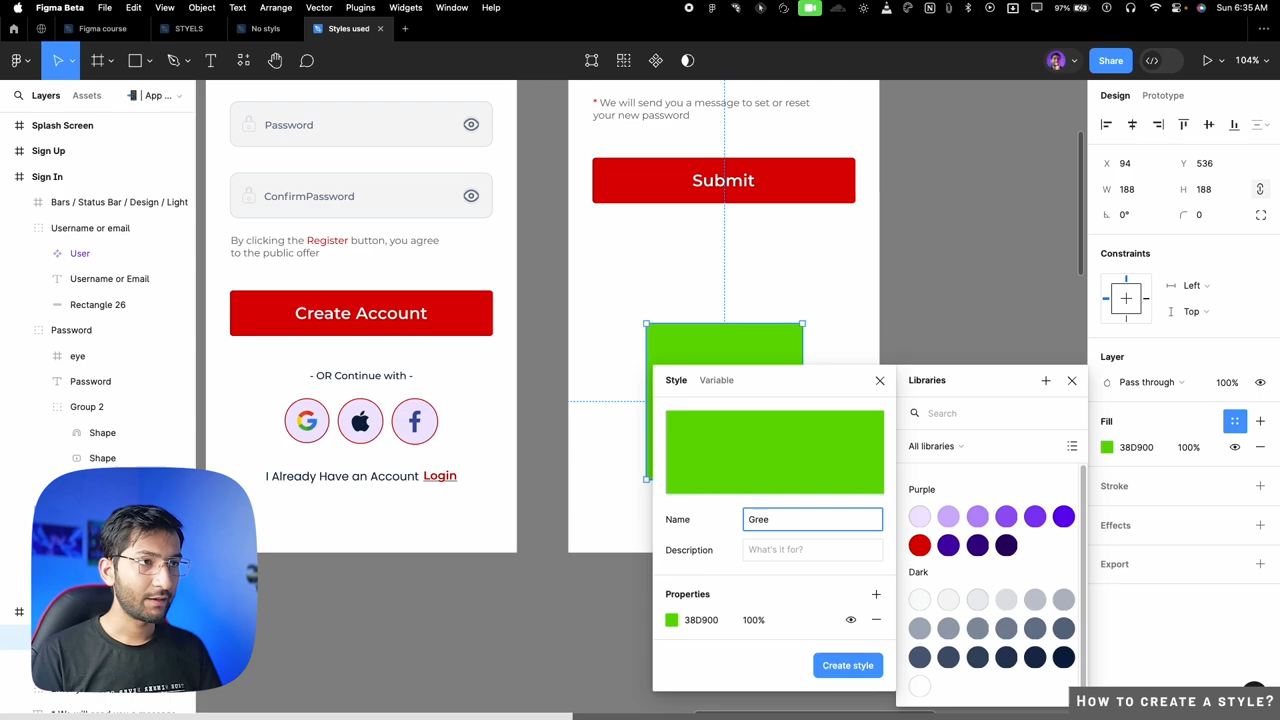 Figma Beta File Edit View Object Text Arrange Vector Plugins Widgets Window Help
Sun 6:35 AM
Figma course
STYELS
No styls
Styles used
Share
104%
Layers
Assets
| App ...
Splash Screen
Sign Up
Sign In
Bars / Status Bar / Design / Light
Username or email
User
Username or Email
Rectangle 26
Password
eye
Password
Group 2
Shape
Shape
Password
ConfirmPassword
By clicking the Register button, you agree
to the public offer
Create Account
- OR Continue with -
I Already Have an Account Login
* We will send you a message to set or reset
your new password
Submit
Style
Variable
Name
Gree
Description
What's it for?
Properties
38D900
100%
Create style
Libraries
Search
All libraries
Purple
Dark
Design
Prototype
X 94
Y 536
W 188
H 188
0°
0
Constraints
Left
Top
Layer
Pass through
100%
Fill
38D900
100%
Stroke
Effects
Export
How to create a style?